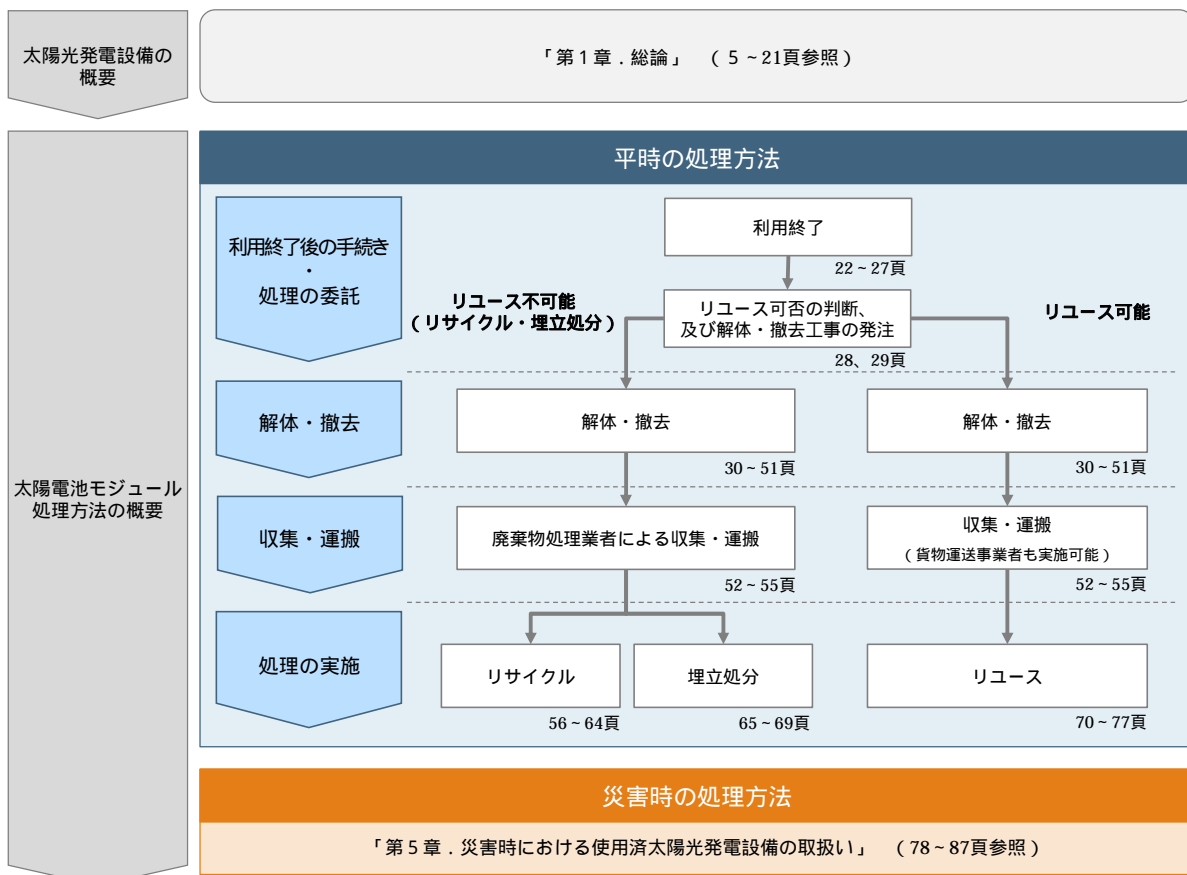 太陽光発電設備の
概要
「第1章．総論」 （5~21頁参照）
太陽電池モジュール
処理方法の概要
平時の処理方法
利用終了後の手続き
・
処理の委託
利用終了
22~27頁
リユース不可能
（リサイクル・埋立処分）
リユース可否の判断、
及び解体・撤去工事の発注
リユース可能
28、29頁
解体・撤去
解体・撤去
解体・撤去
30~51頁
30~51頁
収集・運搬
廃棄物処理業者による収集・運搬
収集・運搬
（貨物運送事業者も実施可能）
52~55頁
52~55頁
処理の実施
リサイクル
埋立処分
リユース
56~64頁
65~69頁
70~77頁
災害時の処理方法
「第5章．災害時における使用済太陽光発電設備の取扱い」 （78~87頁参照）